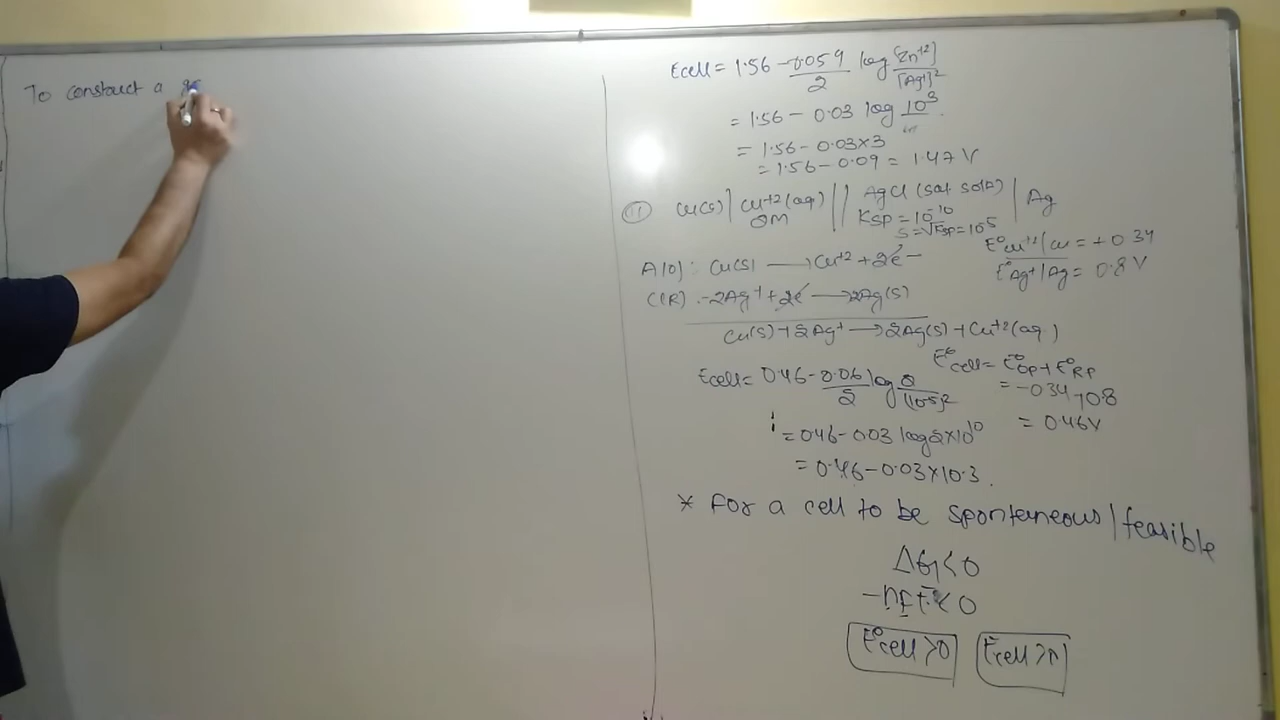 To construct a
Ecell = 1.56 - 0.059/2 log [Zn+2]/[Ag+]2
= 1.56 - 0.03 log 10^3
= 1.56 - 0.03×3
= 1.56 - 0.09 = 1.47 V
(ii) Cu(s) | Cu+2(aq) 2M || AgCl (sat. soln) | Ag
Ksp = 10^-10
S = √Ksp = 10^-5
E°Cu+2/Cu = +0.34
E°Ag+/Ag = 0.8 V
A(O): Cu(s) → Cu+2 + 2e-
C(R): 2Ag+ + 2e → 2Ag(s)
Cu(s) + 2Ag+ → 2Ag(s) + Cu+2(aq)
E°cell = E°OP + E°RP
= -0.34 + 0.8
= 0.46V
Ecell = 0.46 - 0.06/2 log 2/(10^-5)2
= 0.46 - 0.03 log 2×10^10
= 0.46 - 0.03×10.3
* For a cell to be spontaneous/feasible
ΔG < 0
-nFE < 0
E°cell > 0 Ecell > 0